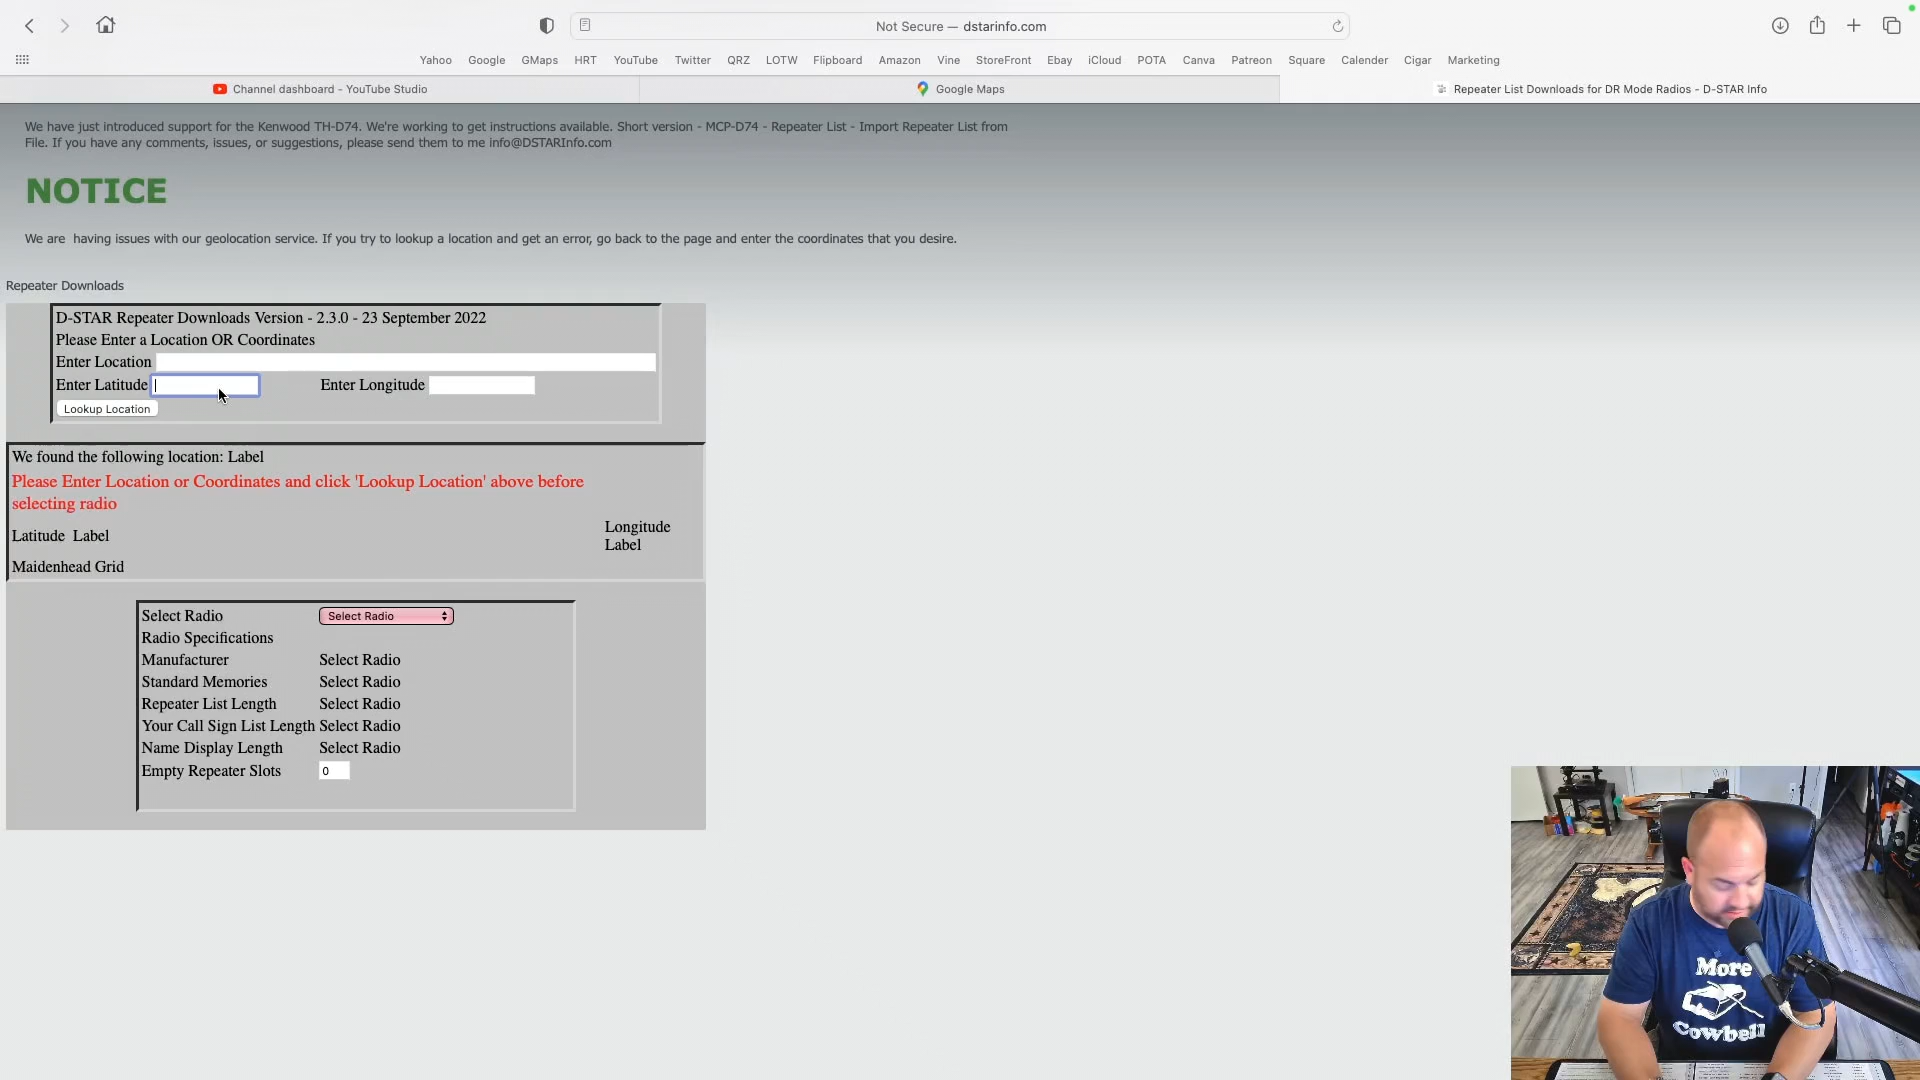 Not Secure — dstarinfo.com
Yahoo Google GMaps HRT YouTube Twitter QRZ LOTW Flipboard Amazon Vine StoreFront Ebay iCloud POTA Canva Patreon Square Calender Cigar Marketing
Channel dashboard - YouTube Studio Google Maps Repeater List Downloads for DR Mode Radios - D-STAR Info
We have just introduced support for the Kenwood TH-D74. We're working to get instructions available. Short version - MCP-D74 - Repeater List - Import Repeater List from
File. If you have any comments, issues, or suggestions, please send them to me info@DSTARInfo.com
NOTICE
We are having issues with our geolocation service. If you try to lookup a location and get an error, go back to the page and enter the coordinates that you desire.
Repeater Downloads
D-STAR Repeater Downloads Version - 2.3.0 - 23 September 2022
Please Enter a Location OR Coordinates
Enter Location
Enter Latitude Enter Longitude
Lookup Location
We found the following location: Label
Please Enter Location or Coordinates and click 'Lookup Location' above before
selecting radio
Latitude Label
Longitude
Label
Maidenhead Grid
Select Radio Select Radio
Radio Specifications
Manufacturer Select Radio
Standard Memories Select Radio
Repeater List Length Select Radio
Your Call Sign List Length Select Radio
Name Display Length Select Radio
Empty Repeater Slots 0
More
Cowbell